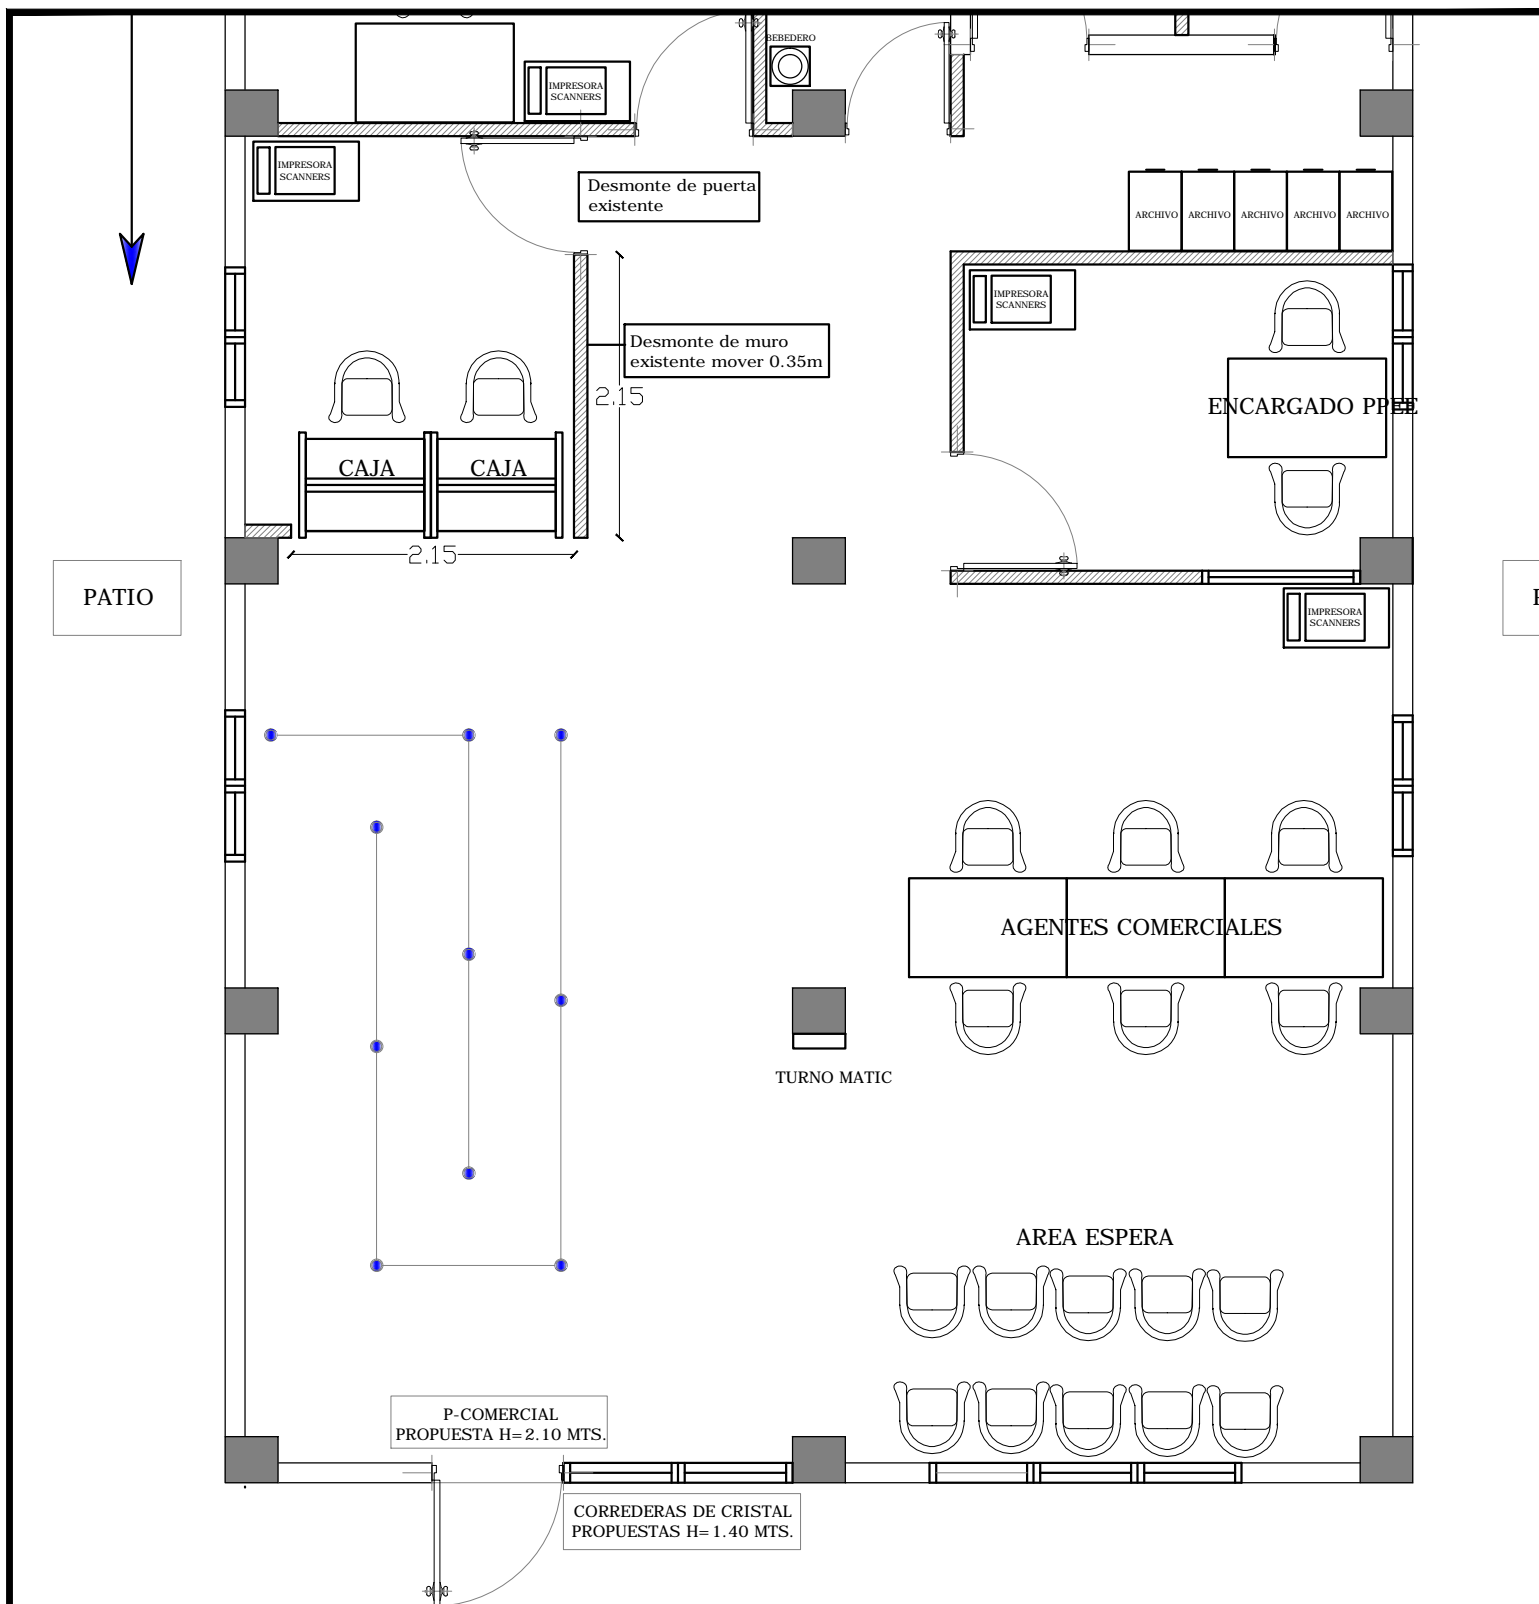 BEBEDERO
IMPRESORA
SCANNERS
IMPRESORA
SCANNERS
Desmonte de puerta
existente
ARCHIVO
ARCHIVO
ARCHIVO
ARCHIVO
ARCHIVO
IMPRESORA
SCANNERS
Desmonte de muro
existente mover 0.35m
2.15
ENCARGADO PPEE
CAJA
CAJA
2.15
PATIO
IMPRESORA
SCANNERS
AGENTES COMERCIALES
TURNO MATIC
AREA ESPERA
P-COMERCIAL
PROPUESTA H=2.10 MTS.
CORREDERAS DE CRISTAL
PROPUESTAS H=1.40 MTS.